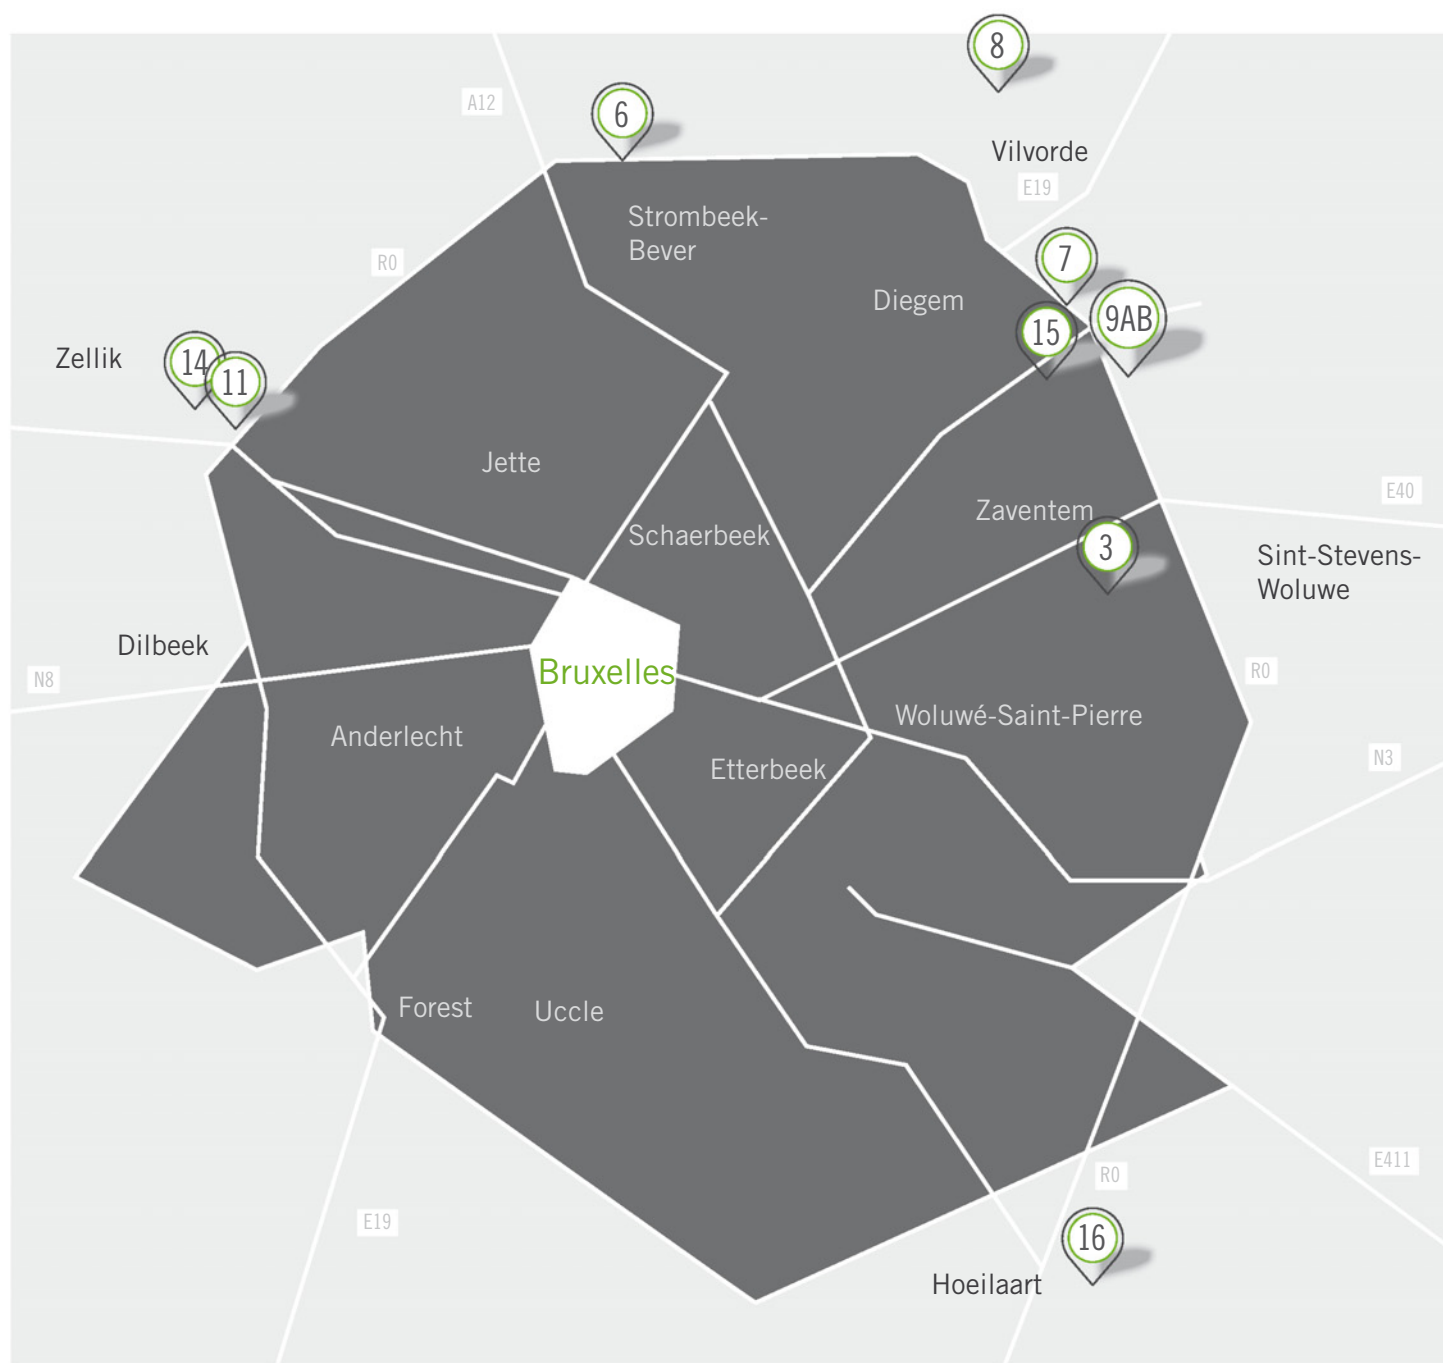 8
A12
6
Vilvorde
E19
Strombeek-
Bever
R0
7
Diegem
9AB
15
Zellik
14
11
Jette
E40
Zaventem
Schaerbeek
3
Sint-Stevens-
Woluwe
Dilbeek
N8
Bruxelles
R0
Woluwé-Saint-Pierre
Anderlecht
N3
Etterbeek
Forest
Uccle
E411
R0
E19
16
Hoeilaart